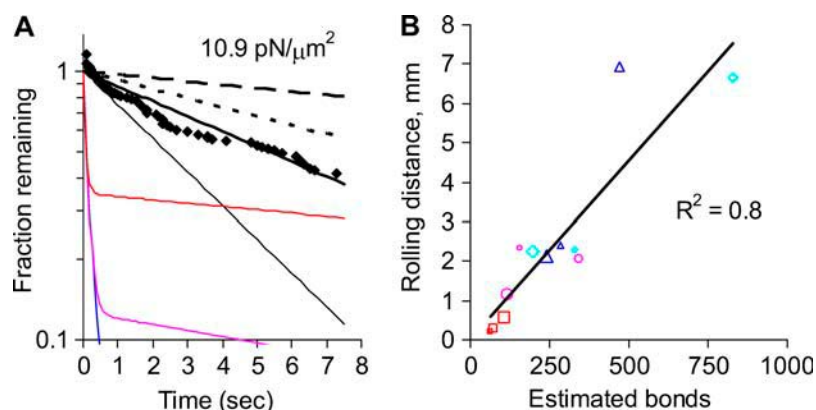 A
10.9 pN/μm²
Fraction remaining
1
0.1
0 1 2 3 4 5 6 7 8
Time (sec)
B
Rolling distance, mm
8
7
6
5
4
3
2
1
0
R² = 0.8
0 250 500 750 1000
Estimated bonds